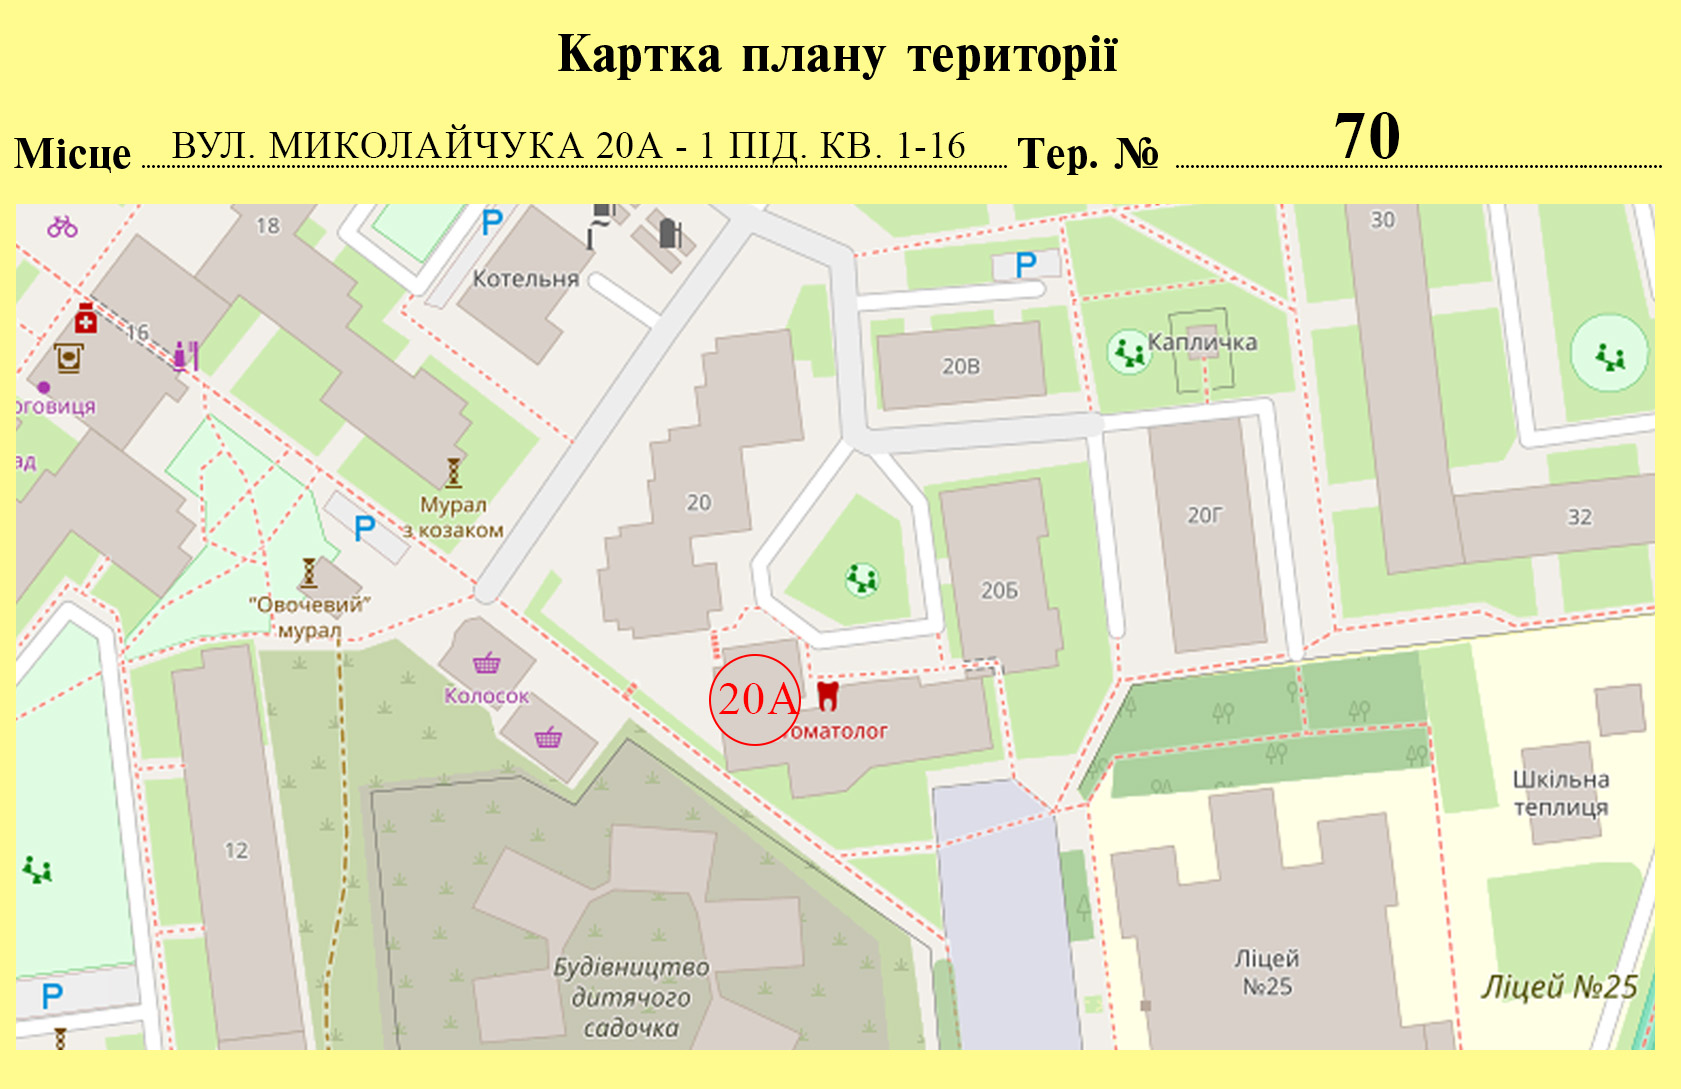 Картка плану території
Місце ВУЛ. МИКОЛАЙЧУКА 20А - 1 ПІД. КВ. 1-16 Тер. № 70
18
P
30
Котельня
P
16
Капличка
20В
оговиця
ад
20
Мурал
з козаком
20Г
32
P
20Б
"Овочевий"
мурал
Колосок
20А
оматолог
Шкільна
теплиця
12
Будівництво
дитячого
садочка
Ліцей
№25
Ліцей №25
P